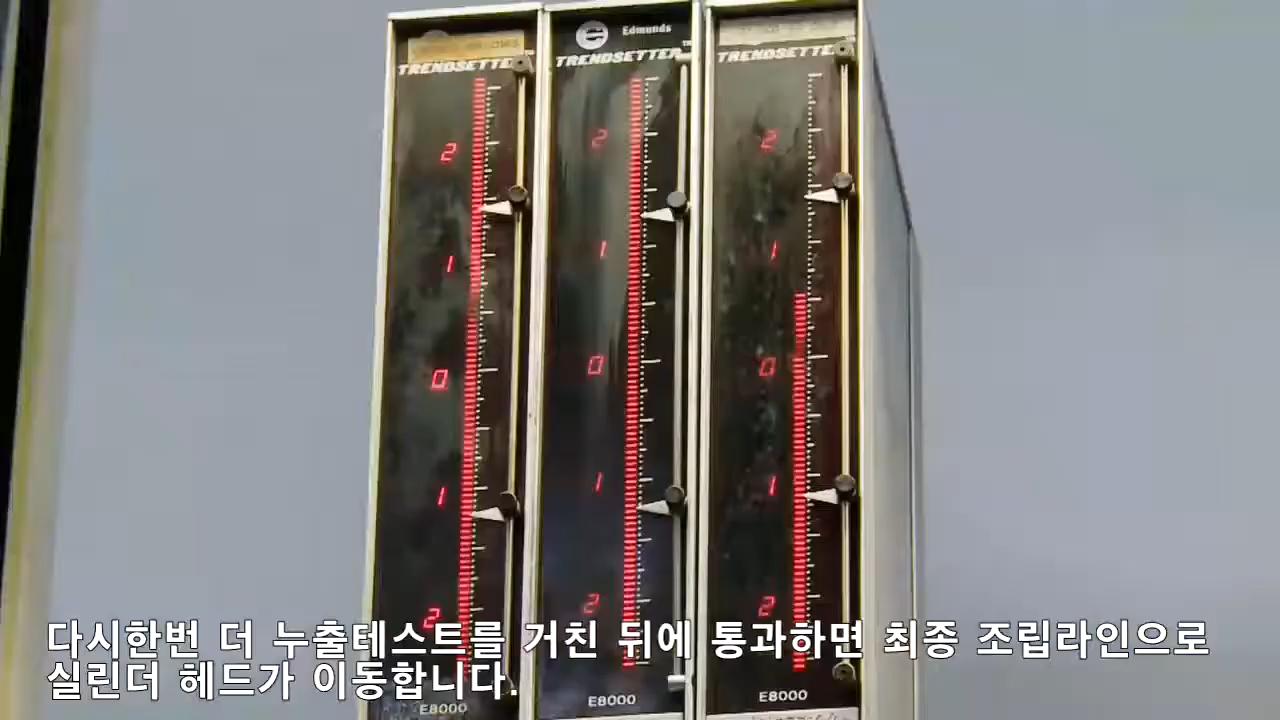 Edmunds
TRENDSETTER™
TRENDSETTER™
TRENDSETTE
2
2
2
1
1
1
0
0
0
1
1
1
2
2
2
다시한번 더 누출테스트를 거친 뒤에 통과하면 최종 조립라인으로
실린더 헤드가 이동합니다.
E8000
E8000
E8000